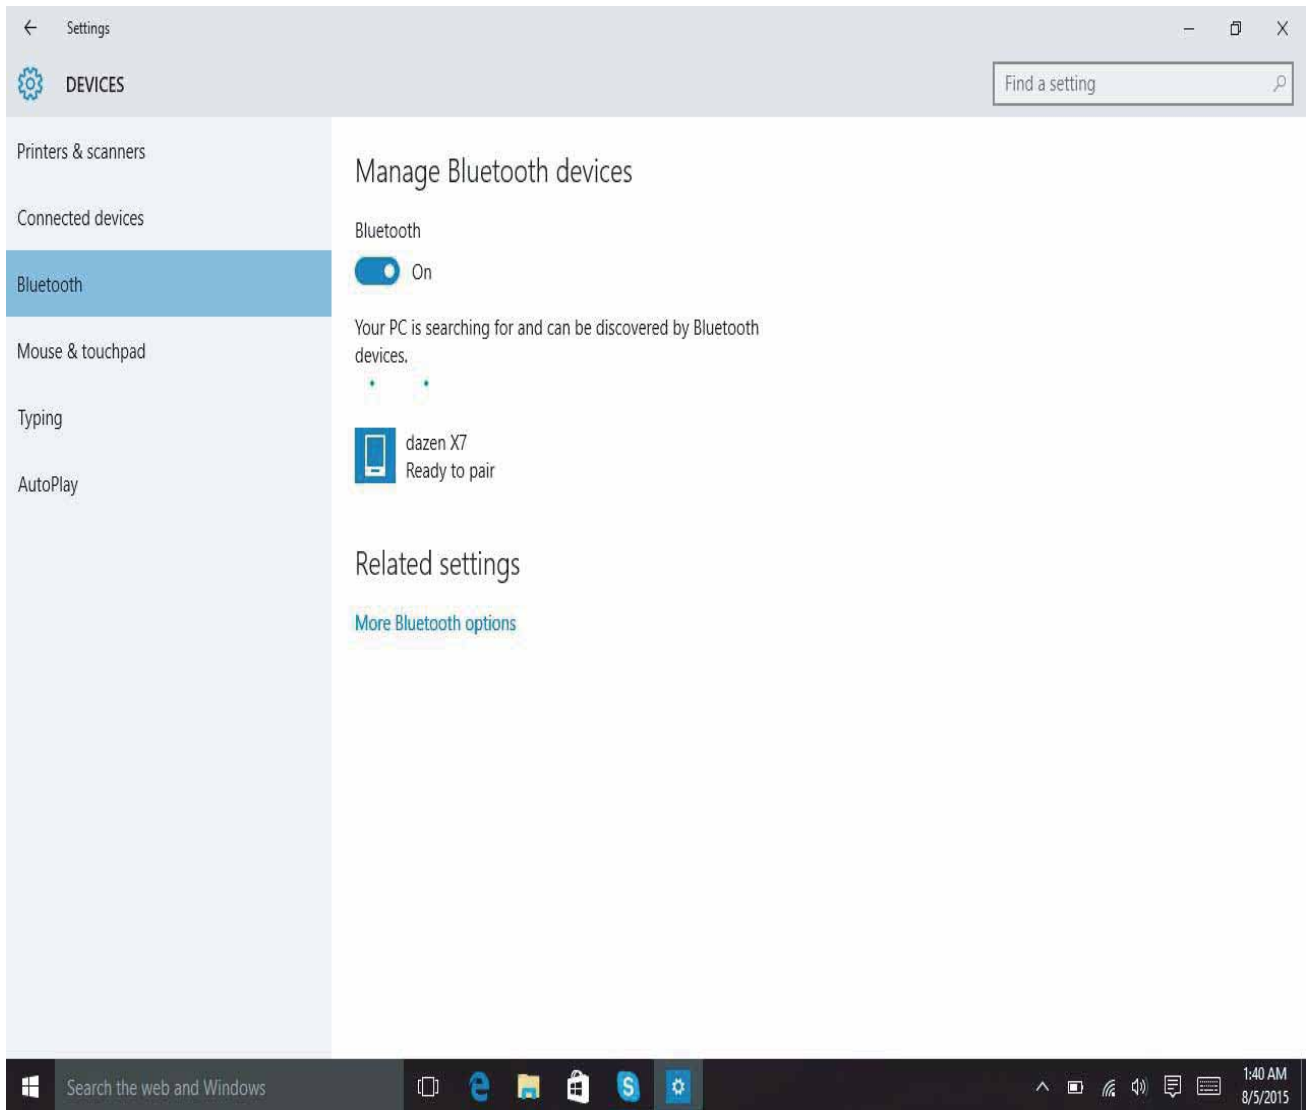 Settings
DEVICES
Find a setting
Printers & scanners
Connected devices
Bluetooth
Mouse & touchpad
Typing
AutoPlay
Manage Bluetooth devices
Bluetooth
On
Your PC is searching for and can be discovered by Bluetooth
devices.
dazen X7
Ready to pair
Related settings
More Bluetooth options
Search the web and Windows
1:40 AM
8/5/2015